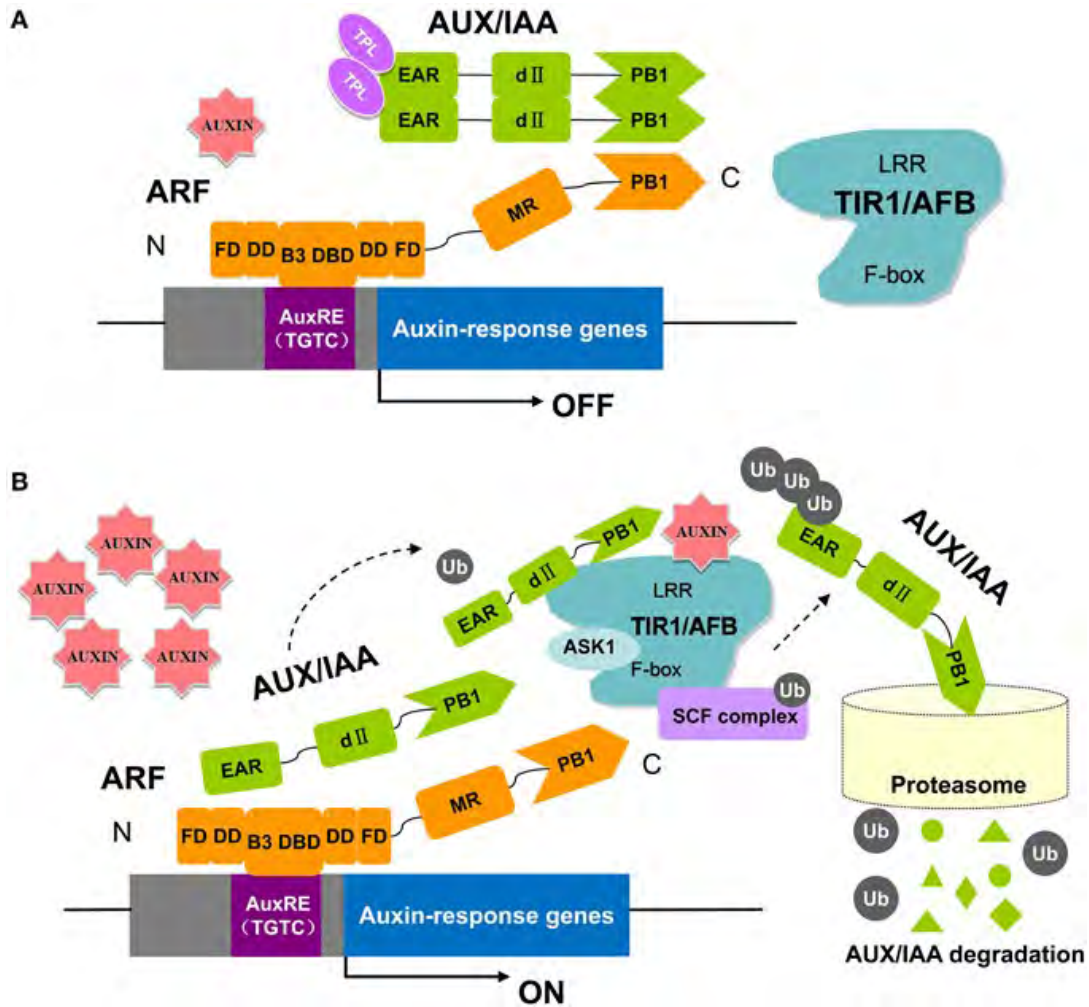 A
AUX/IAA
TPL
TPL
EAR
dⅡ
PB1
EAR
dⅡ
PB1
AUXIN
ARF
N
FD DD B3 DBD DD FD
MR
PB1
C
LRR
TIR1/AFB
F-box
AuxRE
（TGTC）
Auxin-response genes
OFF
B
AUXIN
AUXIN
AUXIN
AUXIN
AUXIN
AUX/IAA
Ub
EAR
dⅡ
PB1
AUXIN
LRR
TIR1/AFB
ASK1
F-box
SCF complex
Ub
Ub
Ub
Ub
EAR
dⅡ
PB1
AUX/IAA
EAR
dⅡ
PB1
ARF
N
FD DD B3 DBD DD FD
MR
PB1
C
AuxRE
（TGTC）
Auxin-response genes
ON
Proteasome
Ub
Ub
Ub
AUX/IAA degradation